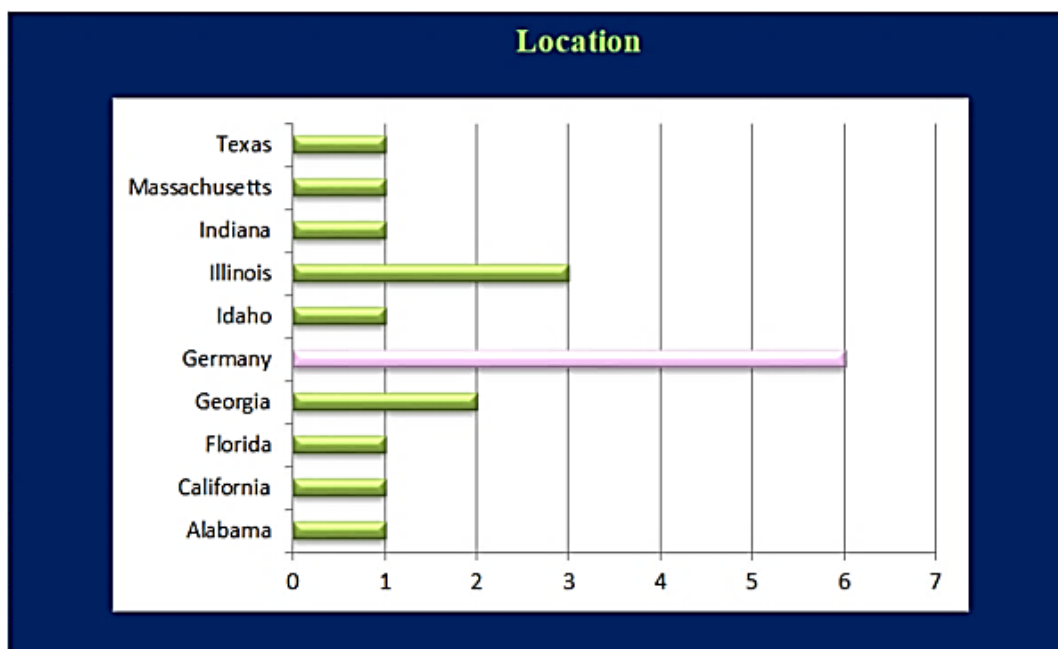 Location
Texas
Massachusetts
Indiana
Illinois
Idaho
Germany
Georgia
Florida
California
Alabama
0 1 2 3 4 5 6 7